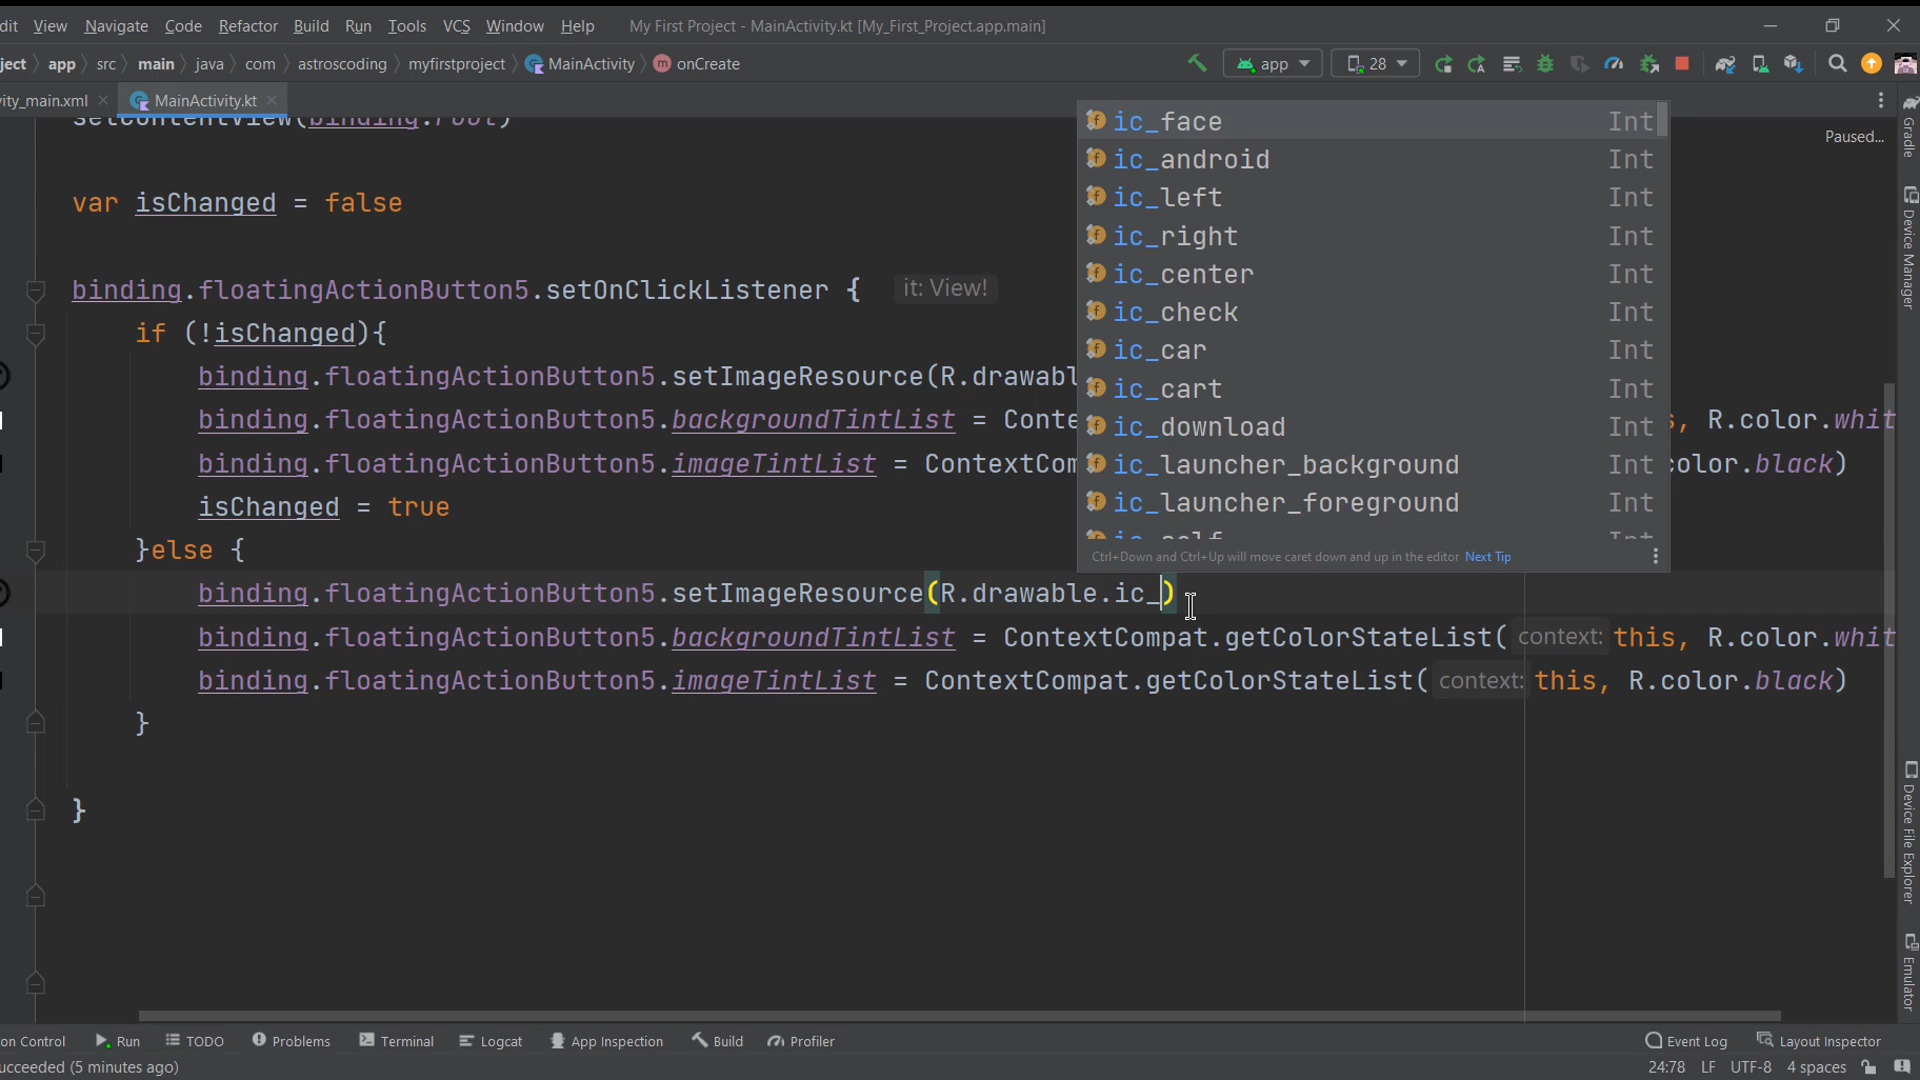 dit View Navigate Code Refactor Build Run Tools VCS Window Help My First Project - MainActivity.kt [My_First_Project.app.main]
ject app src main java com astroscoding myfirstproject MainActivity onCreate app 28
vity_main.xml MainActivity.kt
setContentView(binding.root)
Paused...
var isChanged = false
binding.floatingActionButton5.setOnClickListener { it: View!
if (!isChanged){
binding.floatingActionButton5.setImageResource(R.drawabl
binding.floatingActionButton5.backgroundTintList = Conte s, R.color.whit
binding.floatingActionButton5.imageTintList = ContextCom color.black)
isChanged = true
}else {
binding.floatingActionButton5.setImageResource(R.drawable.ic_)
binding.floatingActionButton5.backgroundTintList = ContextCompat.getColorStateList( context: this, R.color.whit
binding.floatingActionButton5.imageTintList = ContextCompat.getColorStateList( context: this, R.color.black)
}
}
ic_face Int
ic_android Int
ic_left Int
ic_right Int
ic_center Int
ic_check Int
ic_car Int
ic_cart Int
ic_download Int
ic_launcher_background Int
ic_launcher_foreground Int
Ctrl+Down and Ctrl+Up will move caret down and up in the editor Next Tip
Gradle
Device Manager
Device File Explorer
Emulator
on Control Run TODO Problems Terminal Logcat App Inspection Build Profiler Event Log Layout Inspector
ucceeded (5 minutes ago) 24:78 LF UTF-8 4 spaces